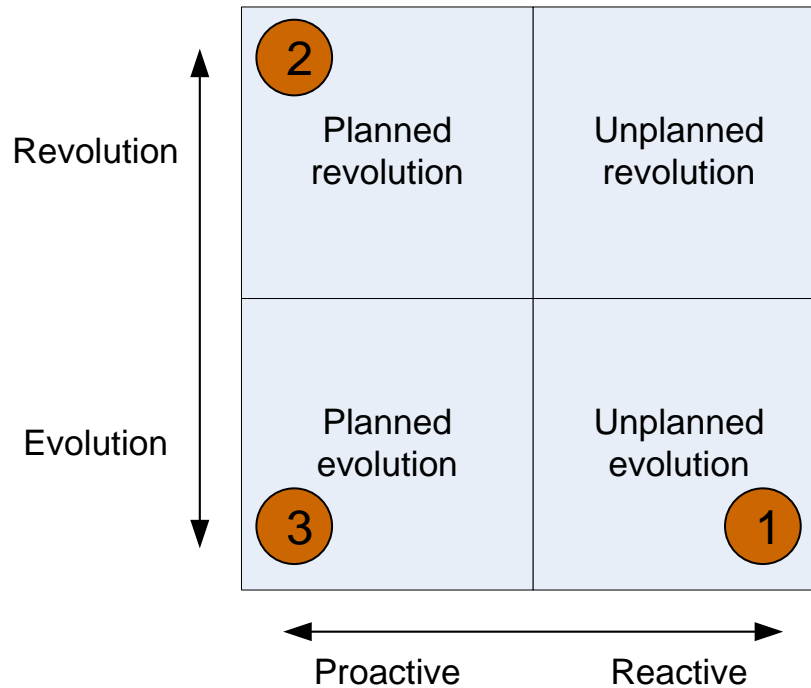 2
Planned
revolution
Unplanned
revolution
Revolution
Planned
evolution
Unplanned
evolution
Evolution
3
1
Proactive
Reactive